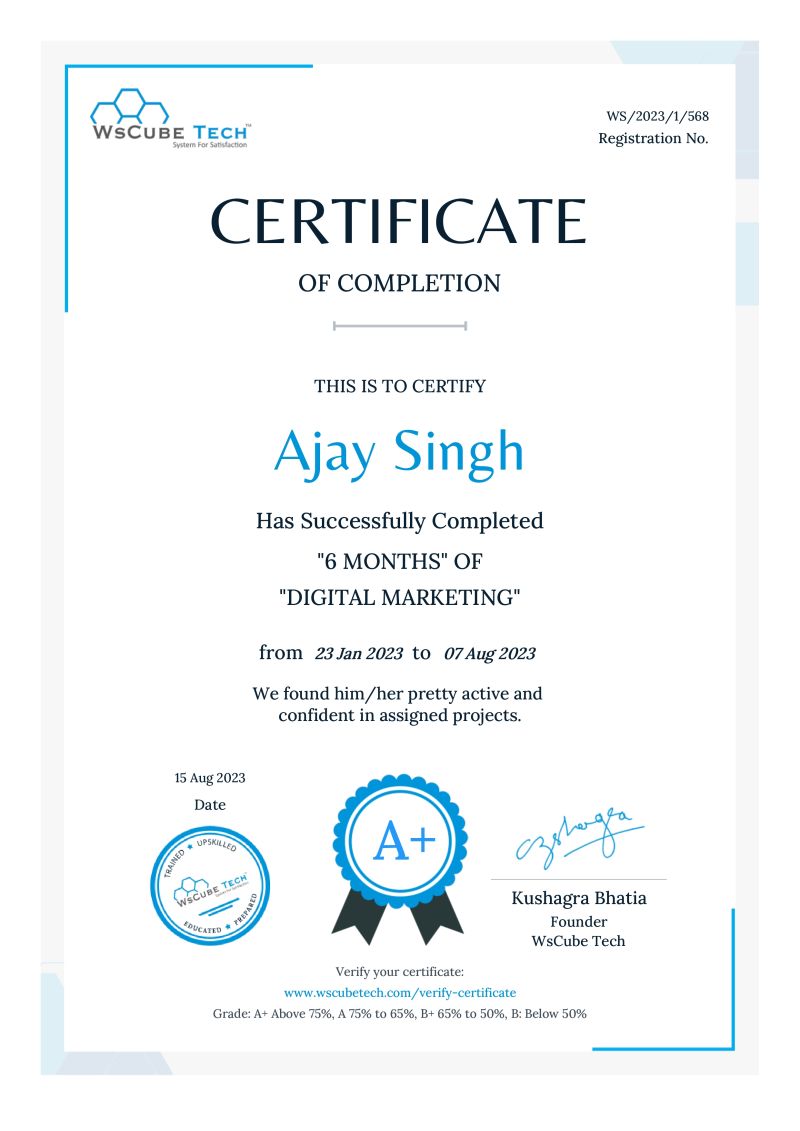 WsCube Tech™
System For Satisfaction
WS/2023/1/568
Registration No.
CERTIFICATE
OF COMPLETION
THIS IS TO CERTIFY
Ajay Singh
Has Successfully Completed
"6 MONTHS" OF
"DIGITAL MARKETING"
from 23 Jan 2023 to 07 Aug 2023
We found him/her pretty active and
confident in assigned projects.
15 Aug 2023
Date
TRAINED ★ UPSKILLED
WsCube Tech™
System For Satisfaction
EDUCATED ★ PREPARED
A+
Kushagra Bhatia
Founder
WsCube Tech
Verify your certificate:
www.wscubetech.com/verify-certificate
Grade: A+ Above 75%, A 75% to 65%, B+ 65% to 50%, B: Below 50%